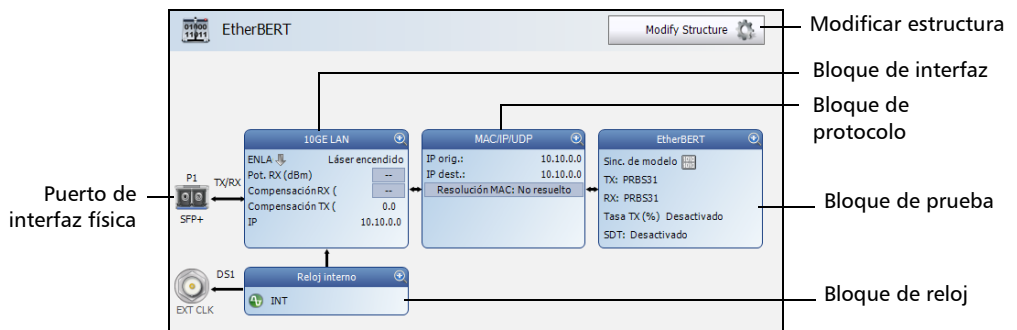 01000
11011
EtherBERT
Modify Structure
Modificar estructura
Bloque de interfaz
Bloque de
protocolo
10GE LAN
MAC/IP/UDP
EtherBERT
ENLA
Láser encendido
Pot. RX (dBm)
--
CompensaciónRX (
--
Compensación TX (
0.0
IP
10.10.0.0
IP orig.:
10.10.0.0
IP dest.:
10.10.0.0
Resolución MAC: No resuelto
Sinc. de modelo
TX: PRBS31
RX: PRBS31
Tasa TX (%) Desactivado
SDT: Desactivado
P1
TX/RX
SFP+
Puerto de
interfaz física
Bloque de prueba
DS1
EXT CLK
Reloj interno
INT
Bloque de reloj